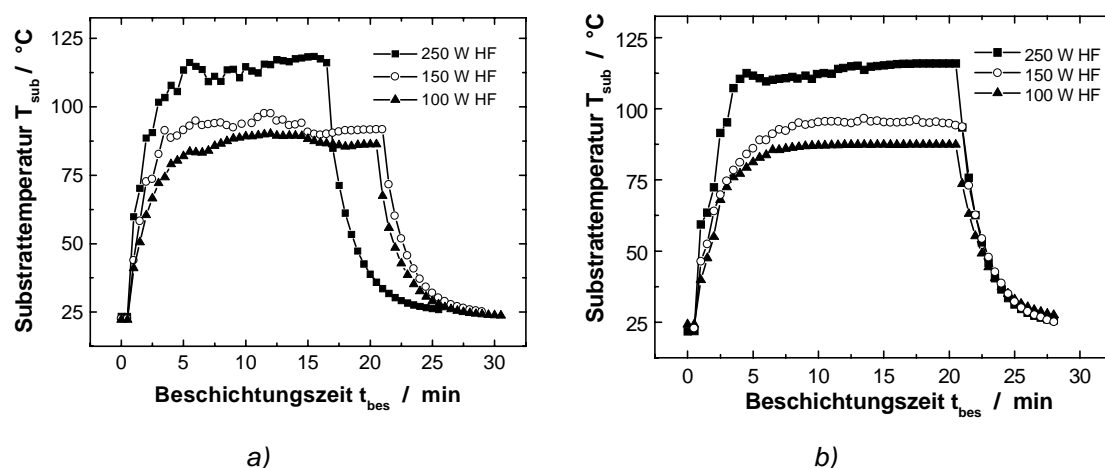 125
100
75
50
25
0
5
10
15
20
25
30
Substrattemperatur T_sub / °C
Beschichtungszeit t_bes / min
250 W HF
150 W HF
100 W HF
a)
125
100
75
50
25
0
5
10
15
20
25
30
Substrattemperatur T_sub / °C
Beschichtungszeit t_bes / min
250 W HF
150 W HF
100 W HF
b)